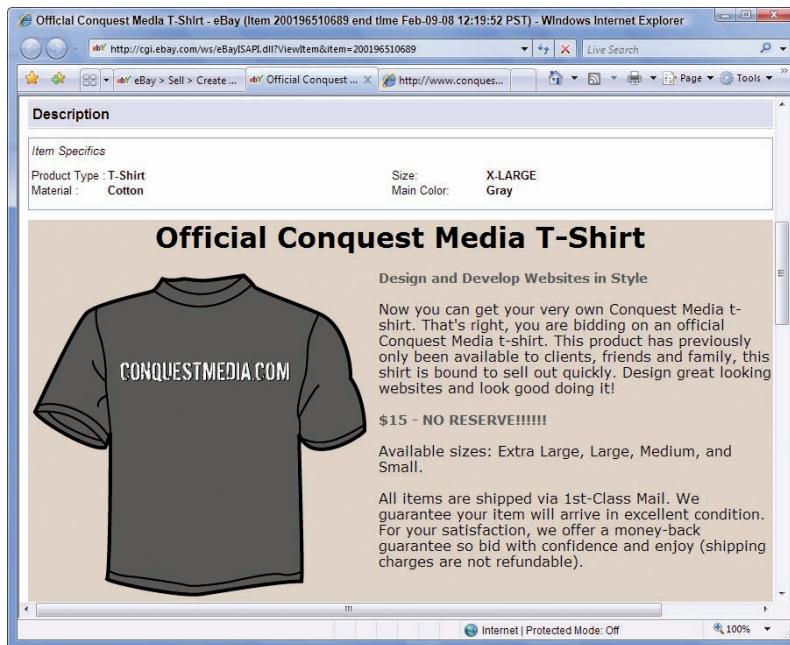 Official Conquest Media T-Shirt - eBay (item 200196510689 end time Feb-09-08 12:19:52 PST) - Windows Internet Explorer
http://cgi.ebay.com/ws/eBayISAPI.dll?ViewItem&item=200196510689
Live Search
eBay > Sell > Create ...
Official Conquest ...
http://www.conques...
Page
Tools
Description
Item Specifics
Product Type : T-Shirt Size: X-LARGE
Material : Cotton Main Color: Gray
Official Conquest Media T-Shirt
CONQUESTMEDIA.COM
Design and Develop Websites in Style
Now you can get your very own Conquest Media t-
shirt. That's right, you are bidding on an official
Conquest Media t-shirt. This product has previously
only been available to clients, friends and family, this
shirt is bound to sell out quickly. Design great looking
websites and look good doing it!
$15 - NO RESERVE!!!!!!
Available sizes: Extra Large, Large, Medium, and
Small.
All items are shipped via 1st-Class Mail. We
guarantee your item will arrive in excellent condition.
For your satisfaction, we offer a money-back
guarantee so bid with confidence and enjoy (shipping
charges are not refundable).
Internet | Protected Mode: Off
100%